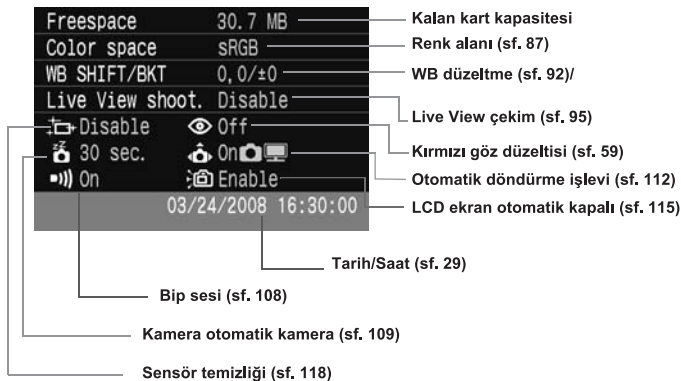 Freespace 30.7 MB
Kalan kart kapasitesi
Color space sRGB
Renk alanı (sf. 87)
WB SHIFT/BKT 0,0/±0
WB düzeltme (sf. 92)/
Live View shoot. Disable
Live View çekim (sf. 95)
Disable Off
Kırmızı göz düzeltisi (sf. 59)
30 sec. On
Otomatik döndürme işlevi (sf. 112)
On Enable
LCD ekran otomatik kapalı (sf. 115)
03/24/2008 16:30:00
Tarih/Saat (sf. 29)
Bip sesi (sf. 108)
Kamera otomatik kamera (sf. 109)
Sensör temizliği (sf. 118)